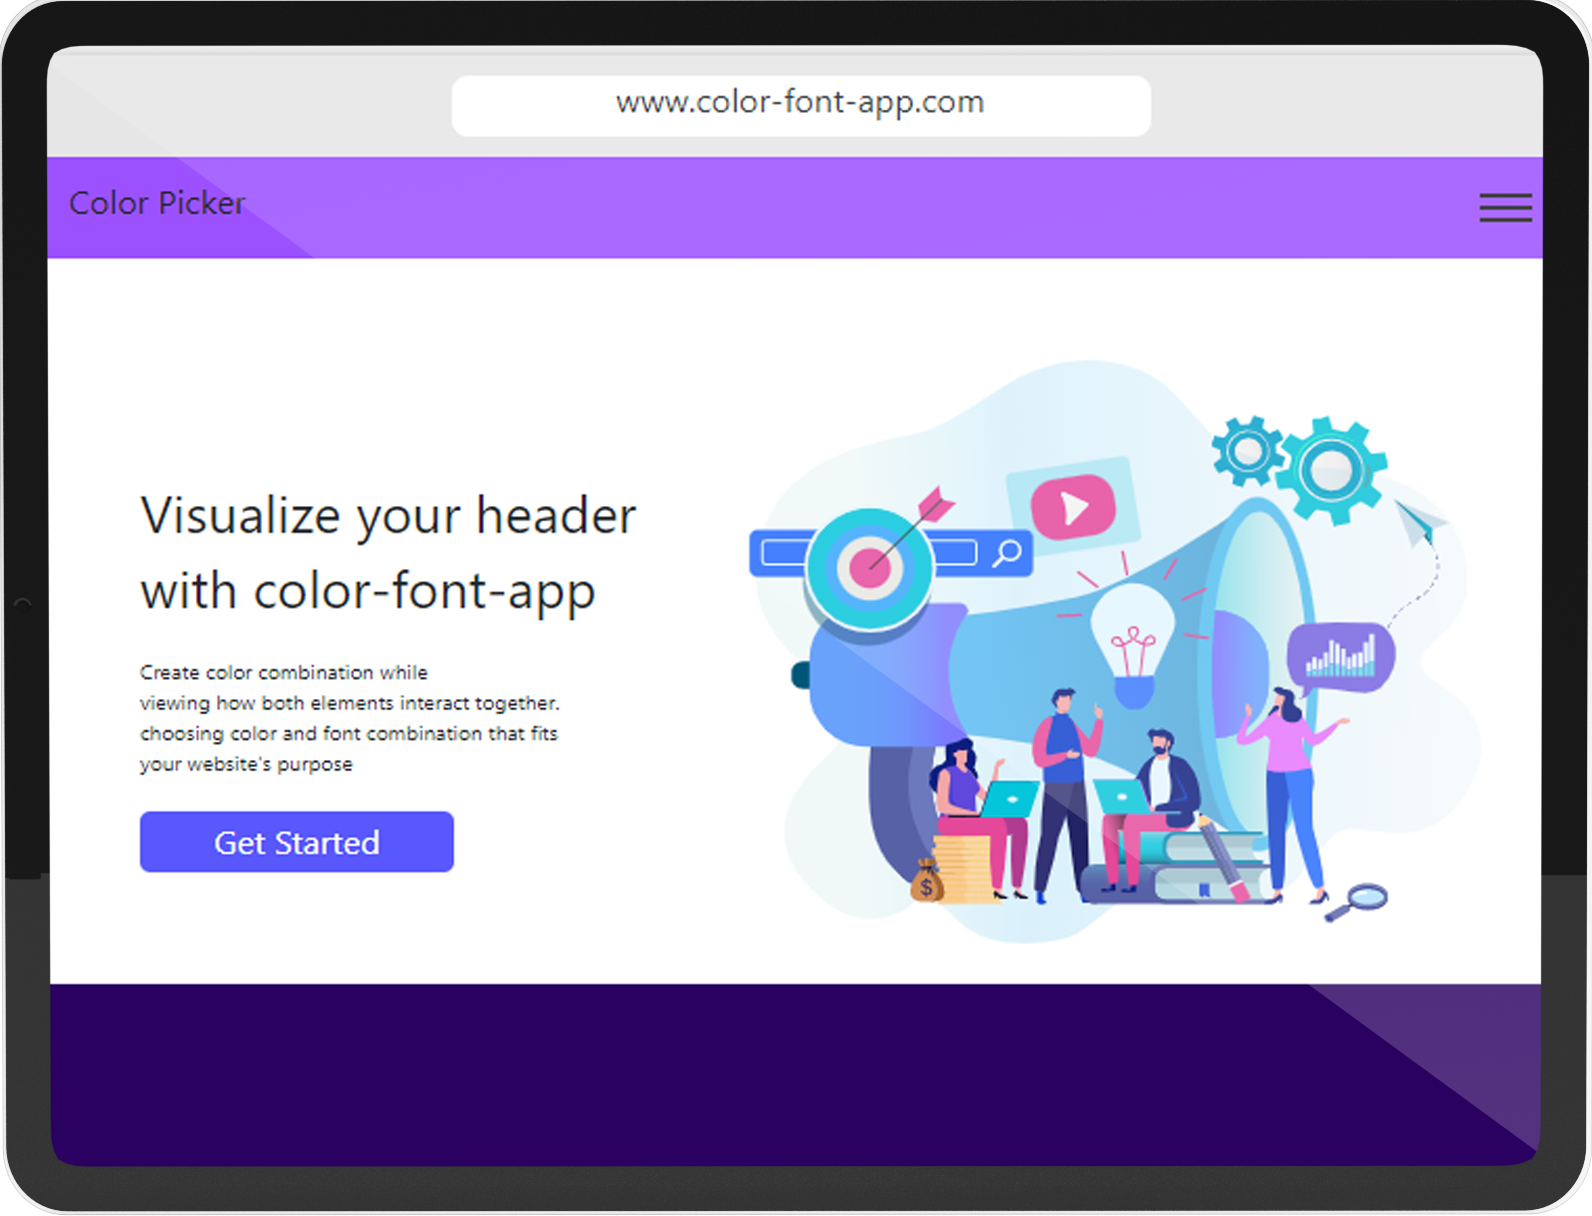 www.color-font-app.com
Color Picker
Visualize your header
with color-font-app
Create color combination while
viewing how both elements interact together.
choosing color and font combination that fits
your website's purpose
Get Started
$